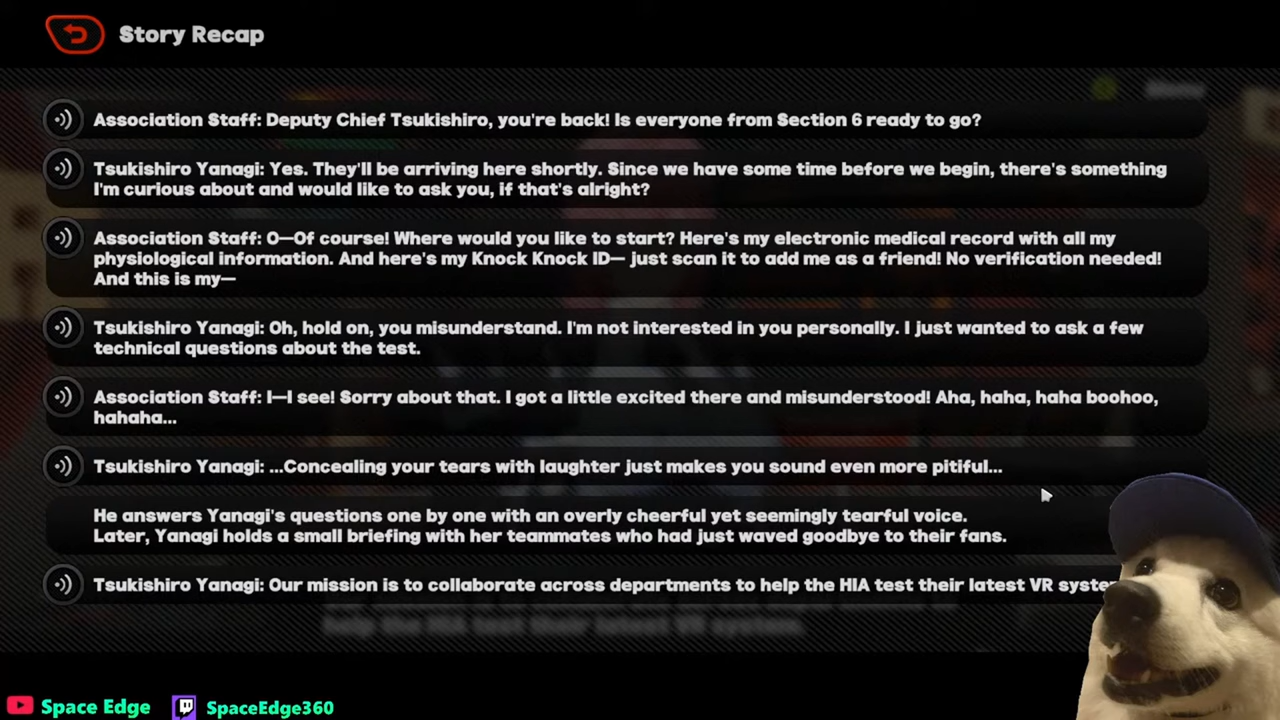 Story Recap
Menu
Association Staff: Deputy Chief Tsukishiro, you're back! Is everyone from Section 6 ready to go?
Tsukishiro Yanagi: Yes. They'll be arriving here shortly. Since we have some time before we begin, there's something
I'm curious about and would like to ask you, if that's alright?
Association Staff: O—Of course! Where would you like to start? Here's my electronic medical record with all my
physiological information. And here's my Knock Knock ID— just scan it to add me as a friend! No verification needed!
And this is my—
Tsukishiro Yanagi: Oh, hold on, you misunderstand. I'm not interested in you personally. I just wanted to ask a few
technical questions about the test.
Association Staff: I—I see! Sorry about that. I got a little excited there and misunderstood! Aha, haha, haha boohoo,
hahaha...
Tsukishiro Yanagi: ...Concealing your tears with laughter just makes you sound even more pitiful...
He answers Yanagi's questions one by one with an overly cheerful yet seemingly tearful voice.
Later, Yanagi holds a small briefing with her teammates who had just waved goodbye to their fans.
Tsukishiro Yanagi: Our mission is to collaborate across departments to help the HIA test their latest VR syste
help the HIA test their latest VR system.
Space Edge
SpaceEdge360